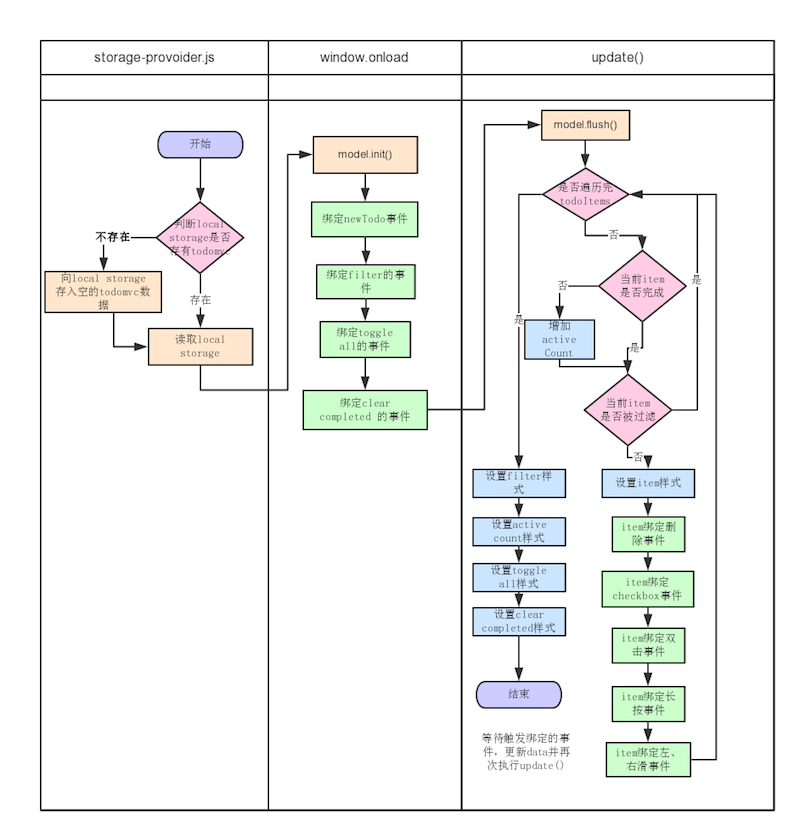 storage-provoider.js
window.onload
update()
开始
判断local
storage是否
存有todomvc
不存在
向local storage
存入空的todomvc数
据
存在
读取local
storage
model.init()
绑定newTodo事件
绑定filter的事
件
绑定toggle
all的事件
绑定clear
completed 的事件
model.flush()
是否遍历完
todoItems
否
当前item
是否完成
否
增加
active
Count
是
是
是
当前item
是否被过滤
否
设置filter样
式
设置active
count样式
设置toggle
all样式
设置clear
completed样式
结束
等待触发绑定的事
件，更新data并再
次执行update()
设置item样式
item绑定删
除事件
item绑定
checkbox事件
item绑定双
击事件
item绑定长
按事件
item绑定左、
右滑事件